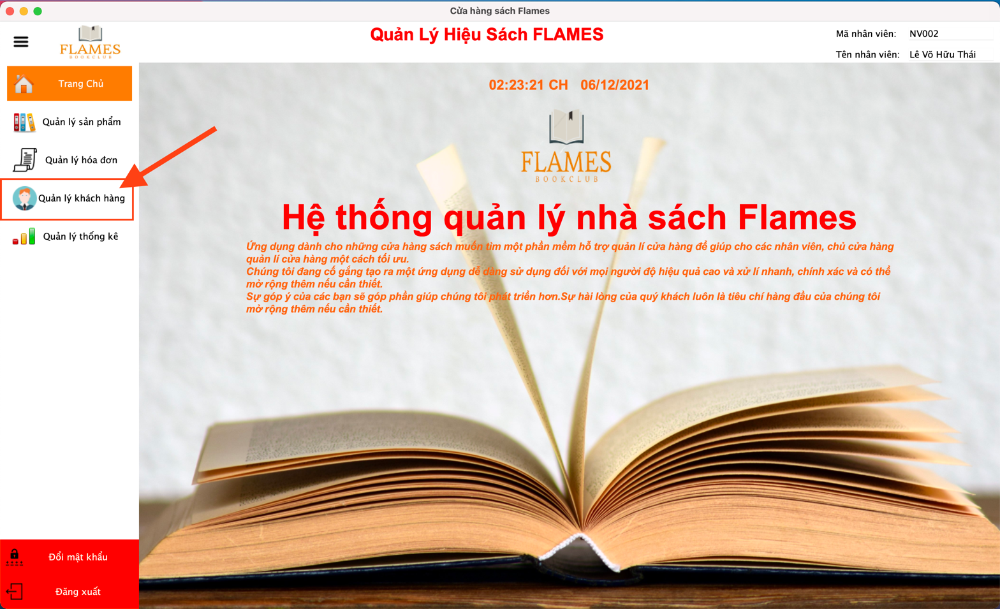 Cửa hàng sách Flames
FLAMES
BOOKCLUB
Quản Lý Hiệu Sách FLAMES
Mã nhân viên: NV002
Tên nhân viên: Lê Võ Hữu Thái
Trang Chủ
Quản lý sản phẩm
Quản lý hóa đơn
Quản lý khách hàng
Quản lý thống kê
Đổi mật khẩu
Đăng xuất
02:23:21 CH 06/12/2021
FLAMES
BOOKCLUB
Hệ thống quản lý nhà sách Flames
Ứng dụng dành cho những cửa hàng sách muốn tìm một phần mềm hỗ trợ quản lí cửa hàng để giúp cho các nhân viên, chủ cửa hàng
quản lí cửa hàng một cách tối ưu.
Chúng tôi đang cố gắng tạo ra một ứng dụng dễ dàng sử dụng đối với mọi người độ hiệu quả cao và xử lí nhanh, chính xác và có thể
mở rộng thêm nếu cần thiết.
Sự góp ý của các bạn sẽ góp phần giúp chúng tôi phát triển hơn.Sự hài lòng của quý khách luôn là tiêu chí hàng đầu của chúng tôi
mở rộng thêm nếu cần thiết.